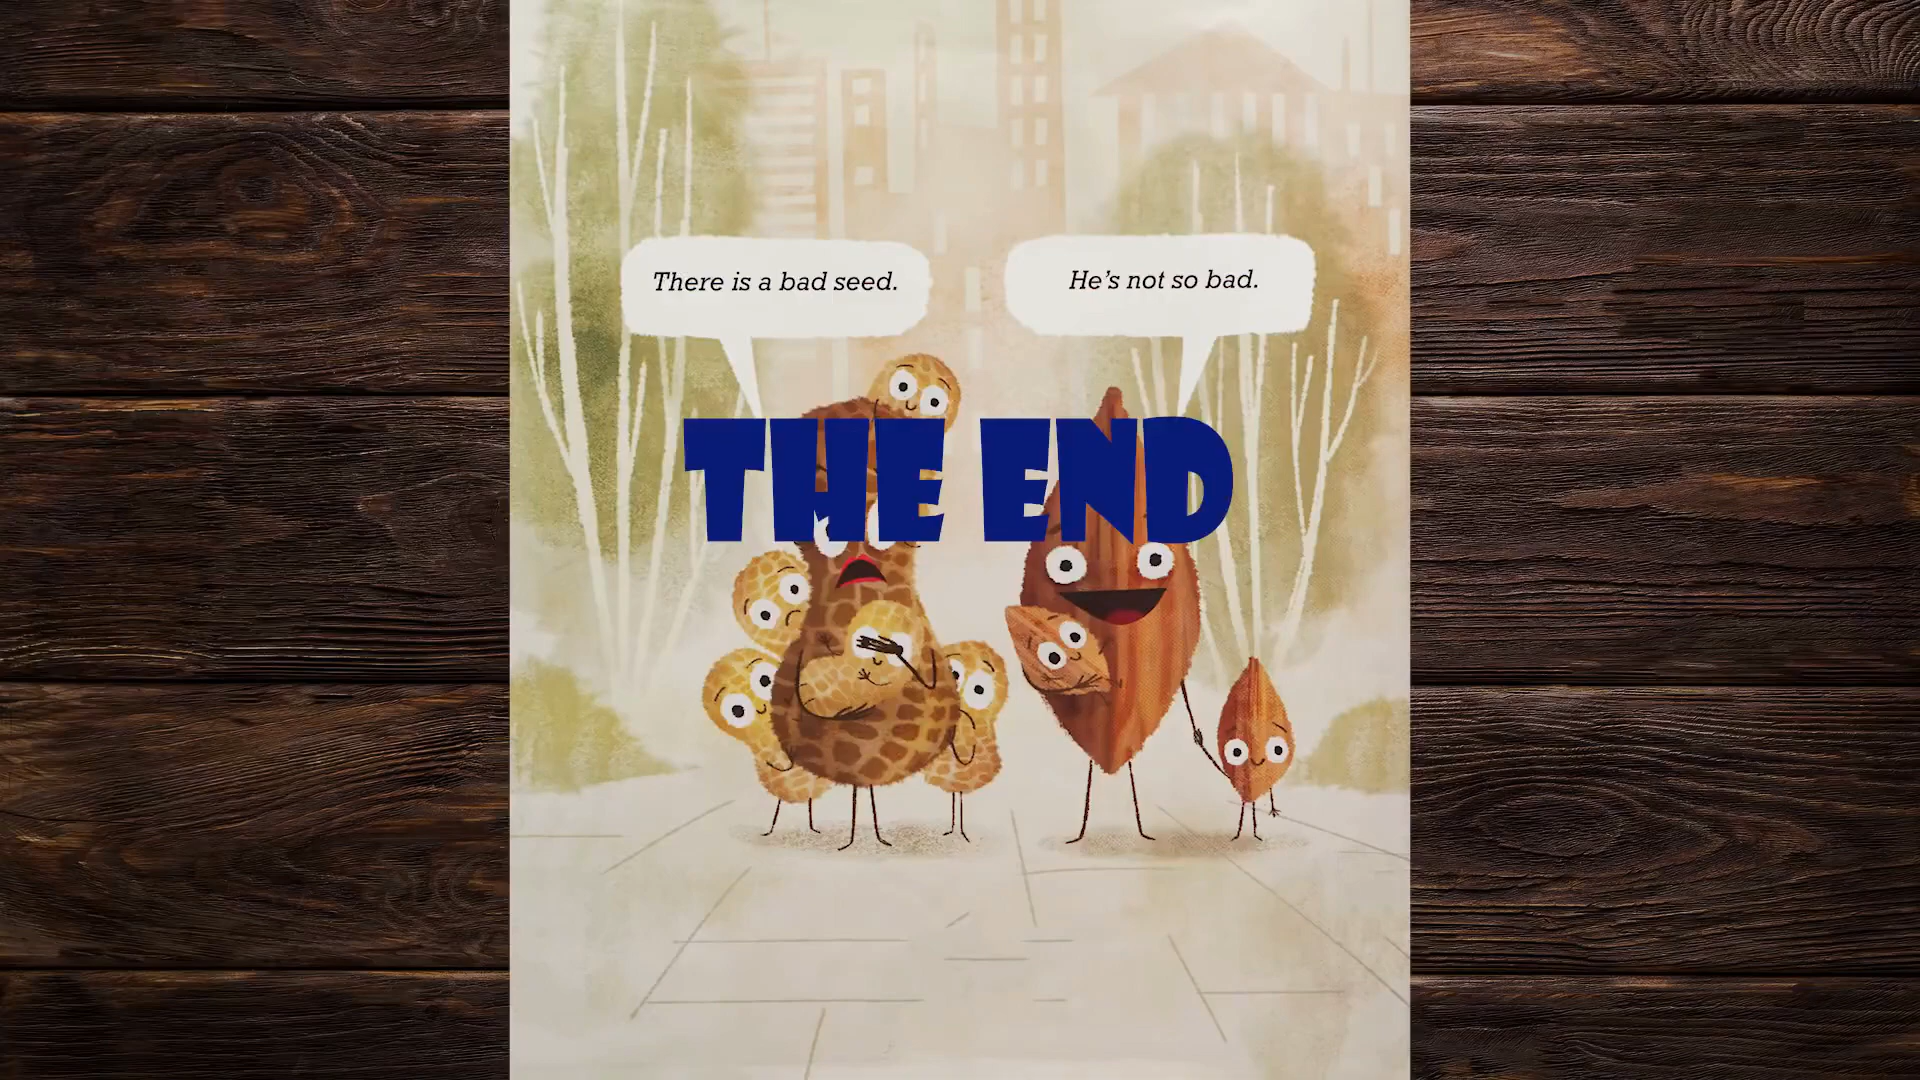 There is a bad seed.
He's not so bad.
THE END